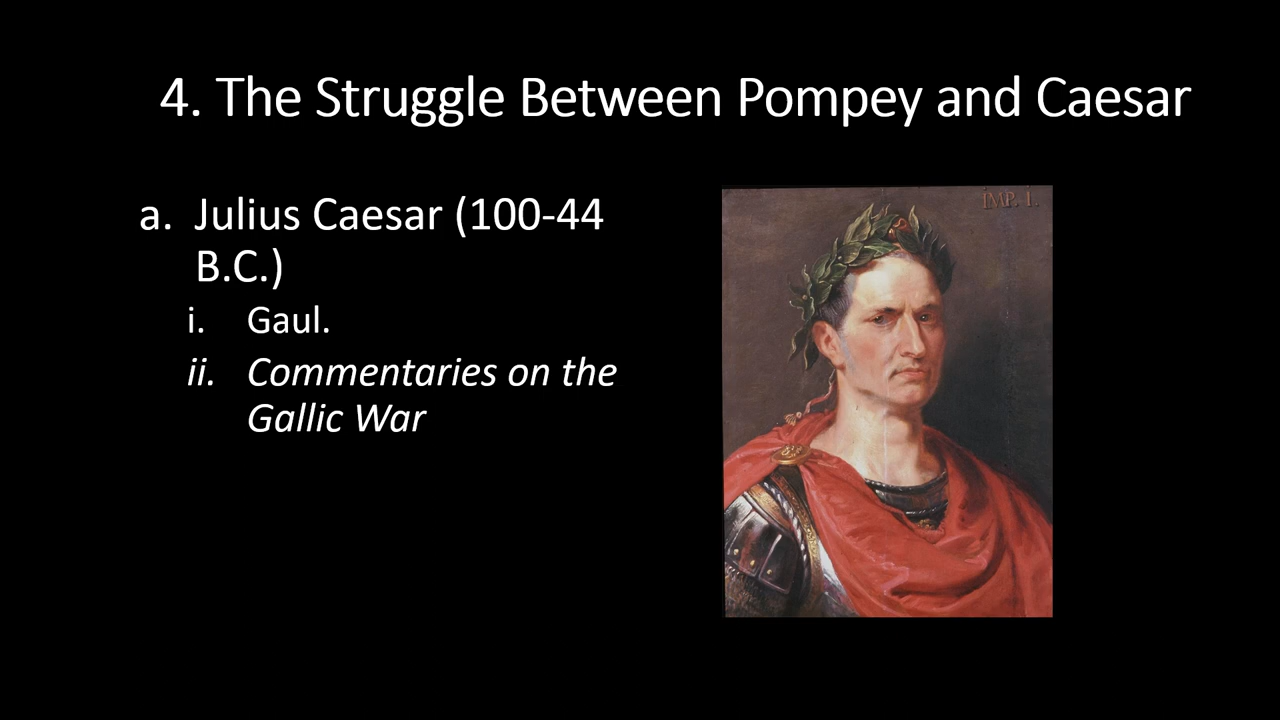 4. The Struggle Between Pompey and Caesar
a. Julius Caesar (100-44
B.C.)
i. Gaul.
ii. Commentaries on the
Gallic War
IMP. I.